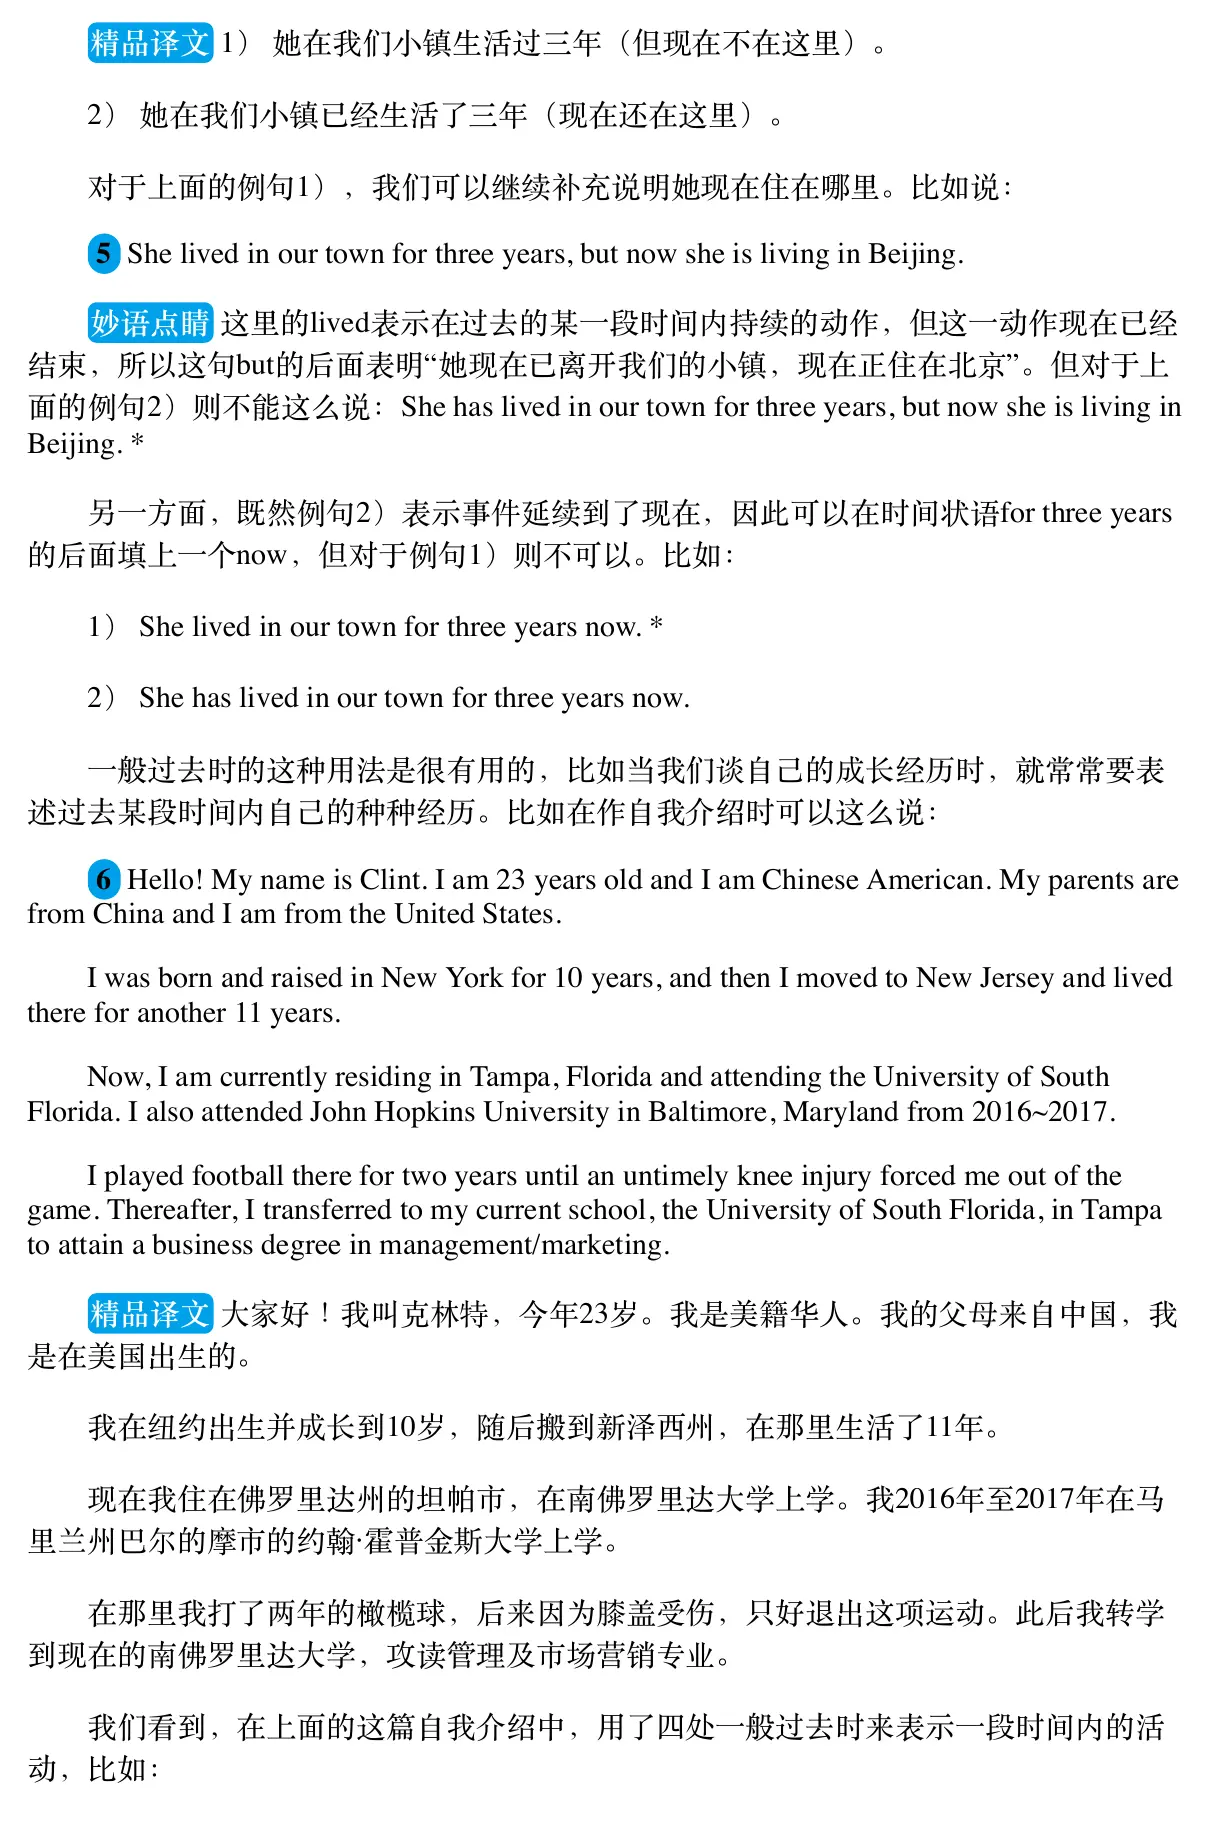 精品译文 1） 她在我们小镇生活过三年（但现在不在这里）。
2） 她在我们小镇已经生活了三年（现在还在这里）。
对于上面的例句1），我们可以继续补充说明她现在住在哪里。比如说：
5 She lived in our town for three years, but now she is living in Beijing.
妙语点睛 这里的lived表示在过去的某一段时间内持续的动作，但这一动作现在已经
结束，所以这句but的后面表明“她现在已离开我们的小镇，现在正住在北京”。但对于上
面的例句2）则不能这么说：She has lived in our town for three years, but now she is living in
Beijing. *
另一方面，既然例句2）表示事件延续到了现在，因此可以在时间状语for three years
的后面填上一个now，但对于例句1）则不可以。比如：
1） She lived in our town for three years now. *
2） She has lived in our town for three years now.
一般过去时的这种用法是很有用的，比如当我们谈自己的成长经历时，就常常要表
述过去某段时间内自己的种种经历。比如在作自我介绍时可以这么说：
6 Hello! My name is Clint. I am 23 years old and I am Chinese American. My parents are
from China and I am from the United States.
I was born and raised in New York for 10 years, and then I moved to New Jersey and lived
there for another 11 years.
Now, I am currently residing in Tampa, Florida and attending the University of South
Florida. I also attended John Hopkins University in Baltimore, Maryland from 2016~2017.
I played football there for two years until an untimely knee injury forced me out of the
game. Thereafter, I transferred to my current school, the University of South Florida, in Tampa
to attain a business degree in management/marketing.
精品译文 大家好！我叫克林特，今年23岁。我是美籍华人。我的父母来自中国，我
是在美国出生的。
我在纽约出生并成长到10岁，随后搬到新泽西州，在那里生活了11年。
现在我住在佛罗里达州的坦帕市，在南佛罗里达大学上学。我2016年至2017年在马
里兰州巴尔的摩市的约翰·霍普金斯大学上学。
在那里我打了两年的橄榄球，后来因为膝盖受伤，只好退出这项运动。此后我转学
到现在的南佛罗里达大学，攻读管理及市场营销专业。
我们看到，在上面的这篇自我介绍中，用了四处一般过去时来表示一段时间内的活
动，比如：